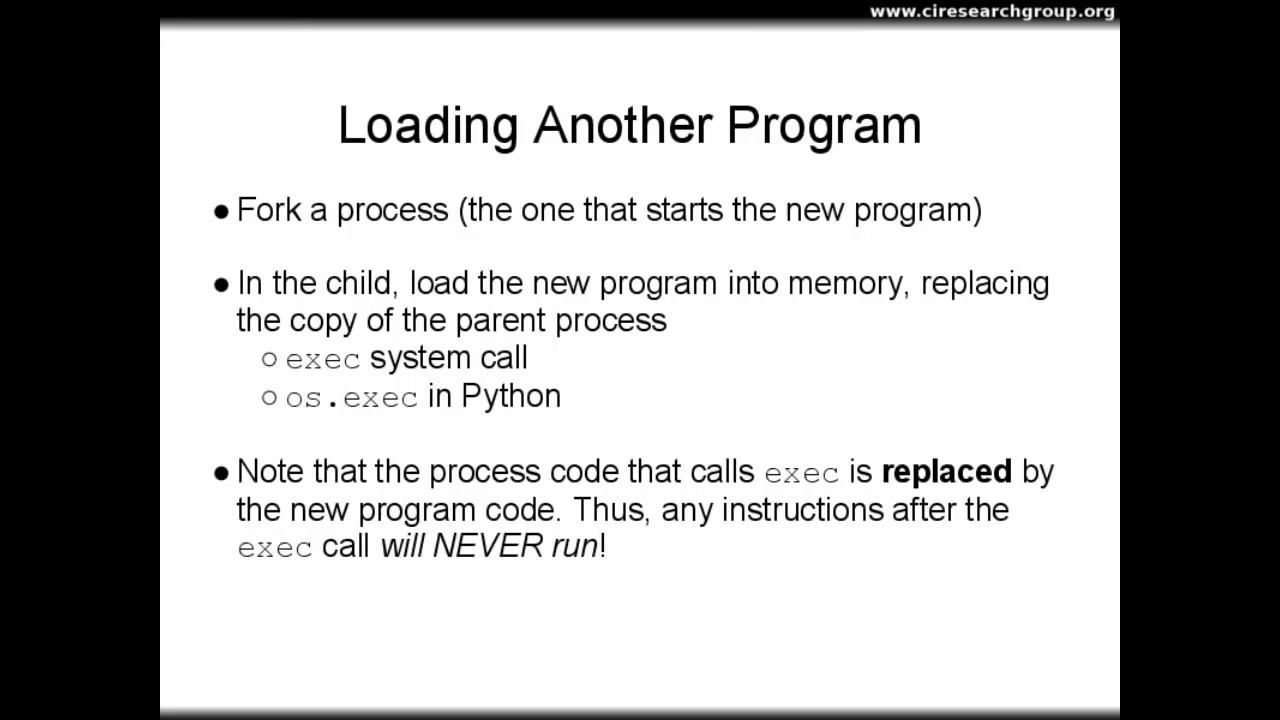 www.ciresearchgroup.org
Loading Another Program
● Fork a process (the one that starts the new program)
● In the child, load the new program into memory, replacing
the copy of the parent process
○ exec system call
○ os.exec in Python
● Note that the process code that calls exec is replaced by
the new program code. Thus, any instructions after the
exec call will NEVER run!